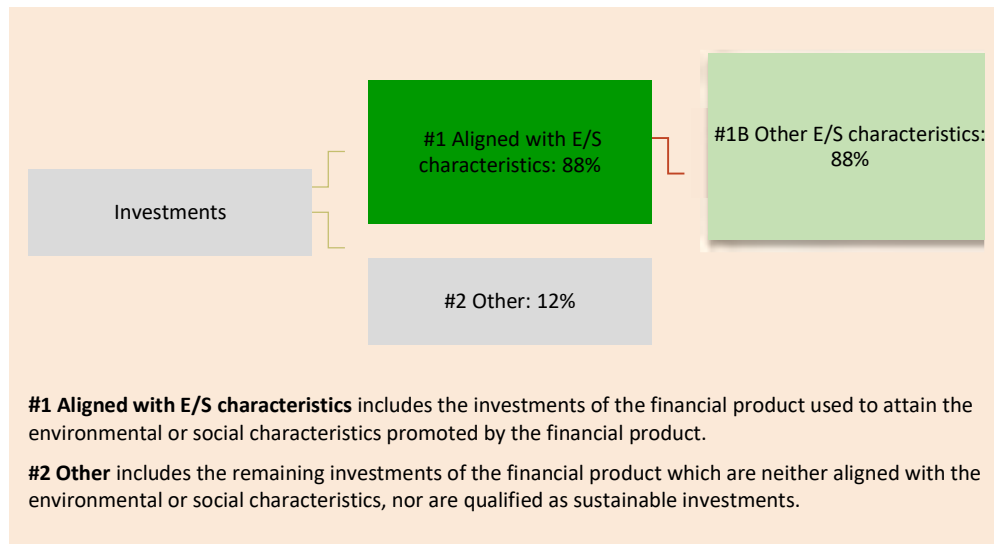 #1 Aligned with E/S
characteristics: 88%
#1B Other E/S characteristics:
88%
Investments
#2 Other: 12%
#1 Aligned with E/S characteristics includes the investments of the financial product used to attain the
environmental or social characteristics promoted by the financial product.
#2 Other includes the remaining investments of the financial product which are neither aligned with the
environmental or social characteristics, nor are qualified as sustainable investments.